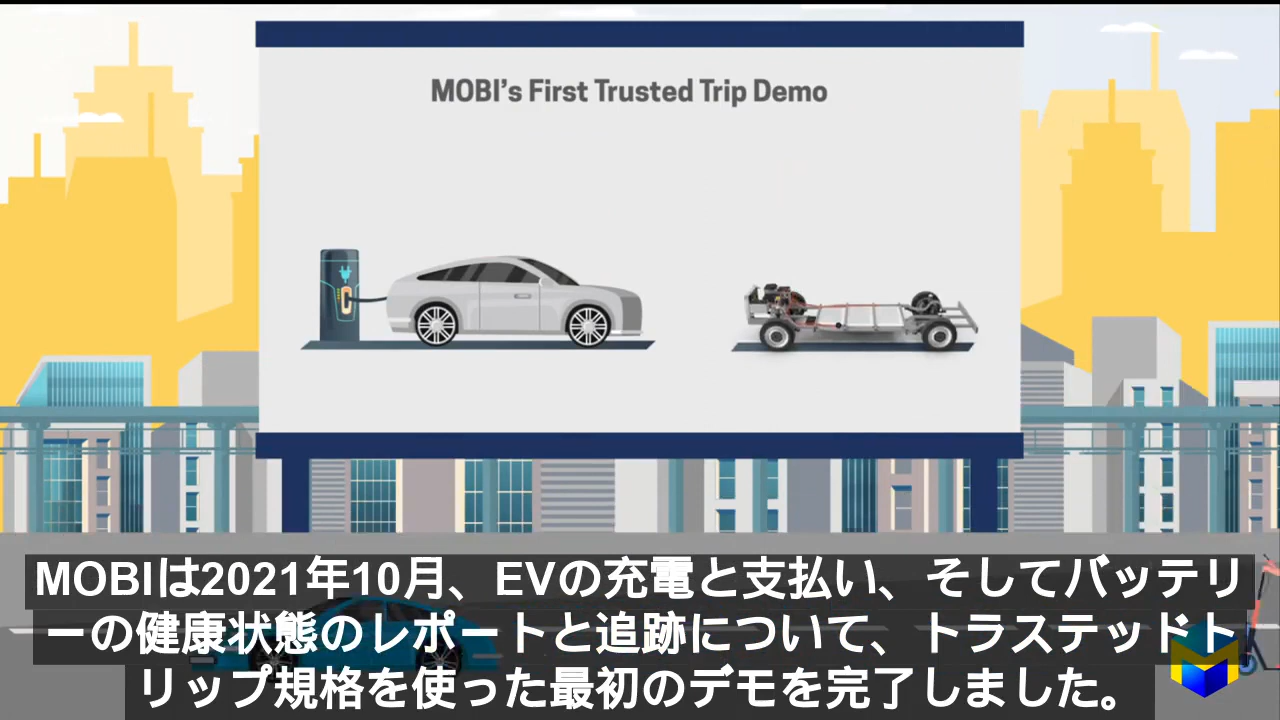 MOBI's First Trusted Trip Demo
MOBIは2021年10月、EVの充電と支払い、そしてバッテリ
ーの健康状態のレポートと追跡について、トラステッドト
リップ規格を使った最初のデモを完了しました。